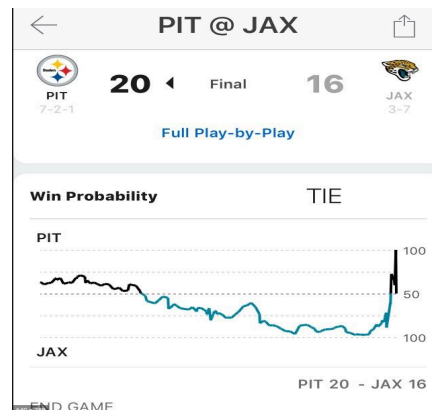 PIT @ JAX
PIT 20 Final 16 JAX
7-2-1 3-7
Full Play-by-Play
Win Probability TIE
PIT
100
50
100
JAX
PIT 20 - JAX 16
END GAME